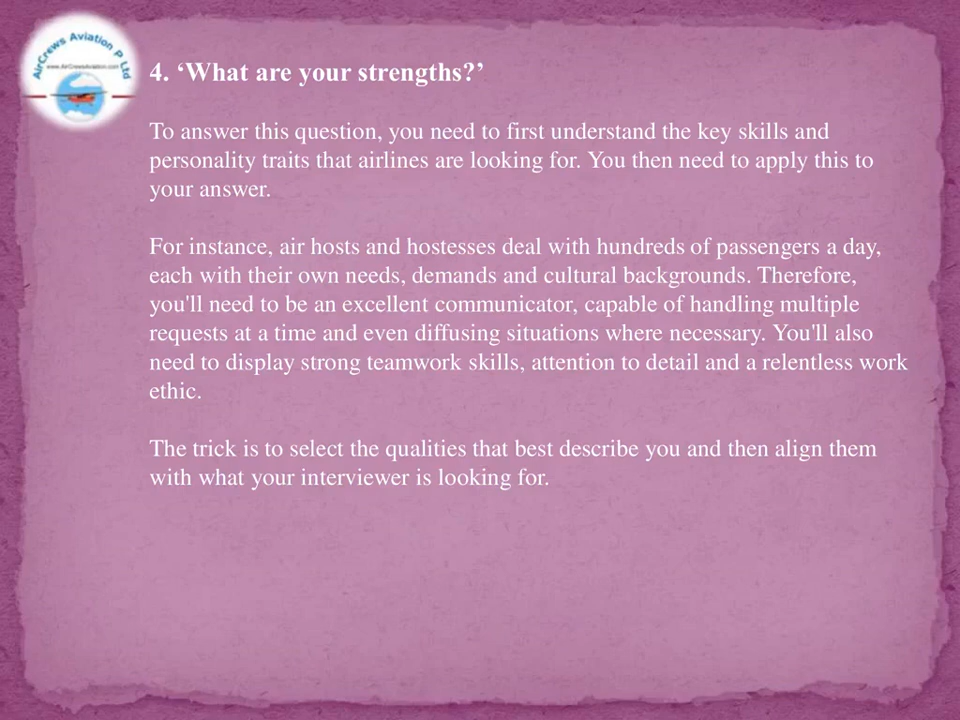 AirCrews Aviation P Ltd
www.AirCrewsAviation.com
4. ‘What are your strengths?’
To answer this question, you need to first understand the key skills and
personality traits that airlines are looking for. You then need to apply this to
your answer.
For instance, air hosts and hostesses deal with hundreds of passengers a day,
each with their own needs, demands and cultural backgrounds. Therefore,
you'll need to be an excellent communicator, capable of handling multiple
requests at a time and even diffusing situations where necessary. You'll also
need to display strong teamwork skills, attention to detail and a relentless work
ethic.
The trick is to select the qualities that best describe you and then align them
with what your interviewer is looking for.